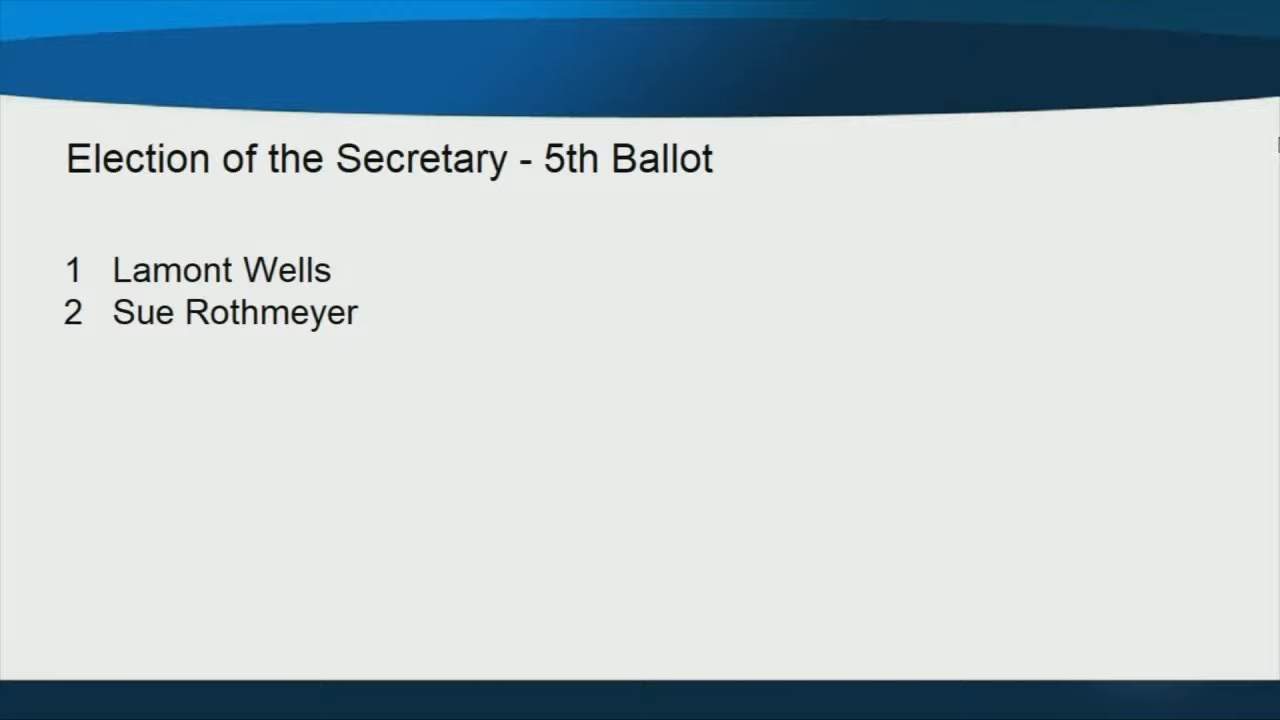 Election of the Secretary - 5th Ballot
1 Lamont Wells
2 Sue Rothmeyer